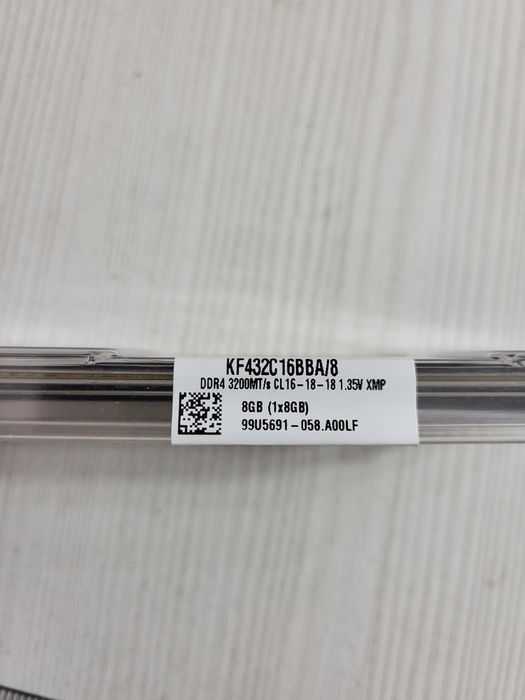 KF432C16BBA/8
DDR4 3200MT/s CL16-18-18 1.35V XMP
8GB (1x8GB)
99U5691-058.A00LF